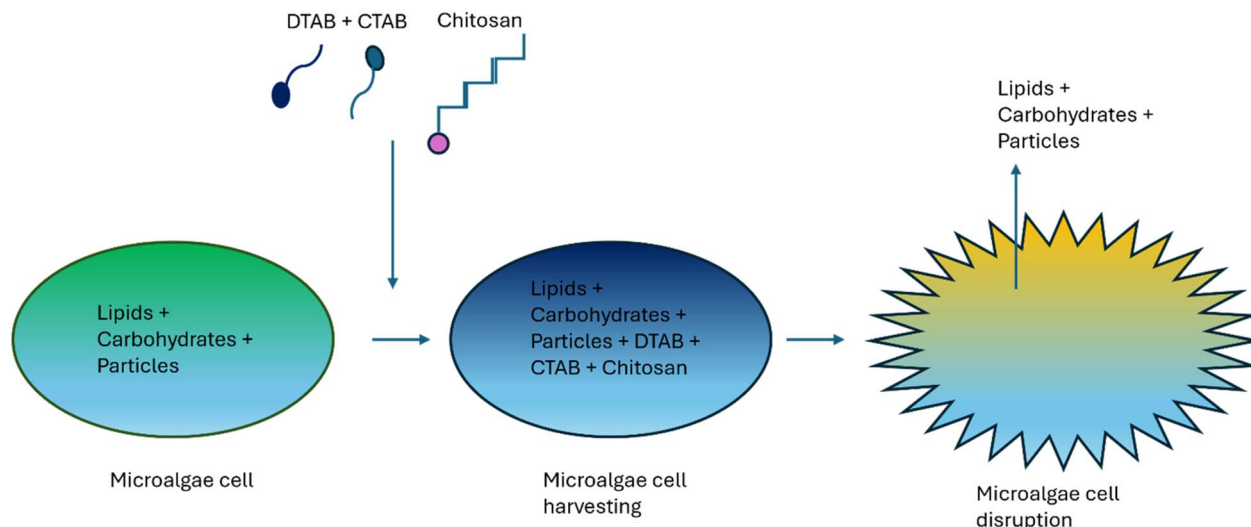 DTAB + CTAB
Chitosan
Lipids +
Carbohydrates +
Particles
Lipids +
Carbohydrates +
Particles
Lipids +
Carbohydrates +
Particles + DTAB +
CTAB + Chitosan
Microalgae cell
Microalgae cell
harvesting
Microalgae cell
disruption